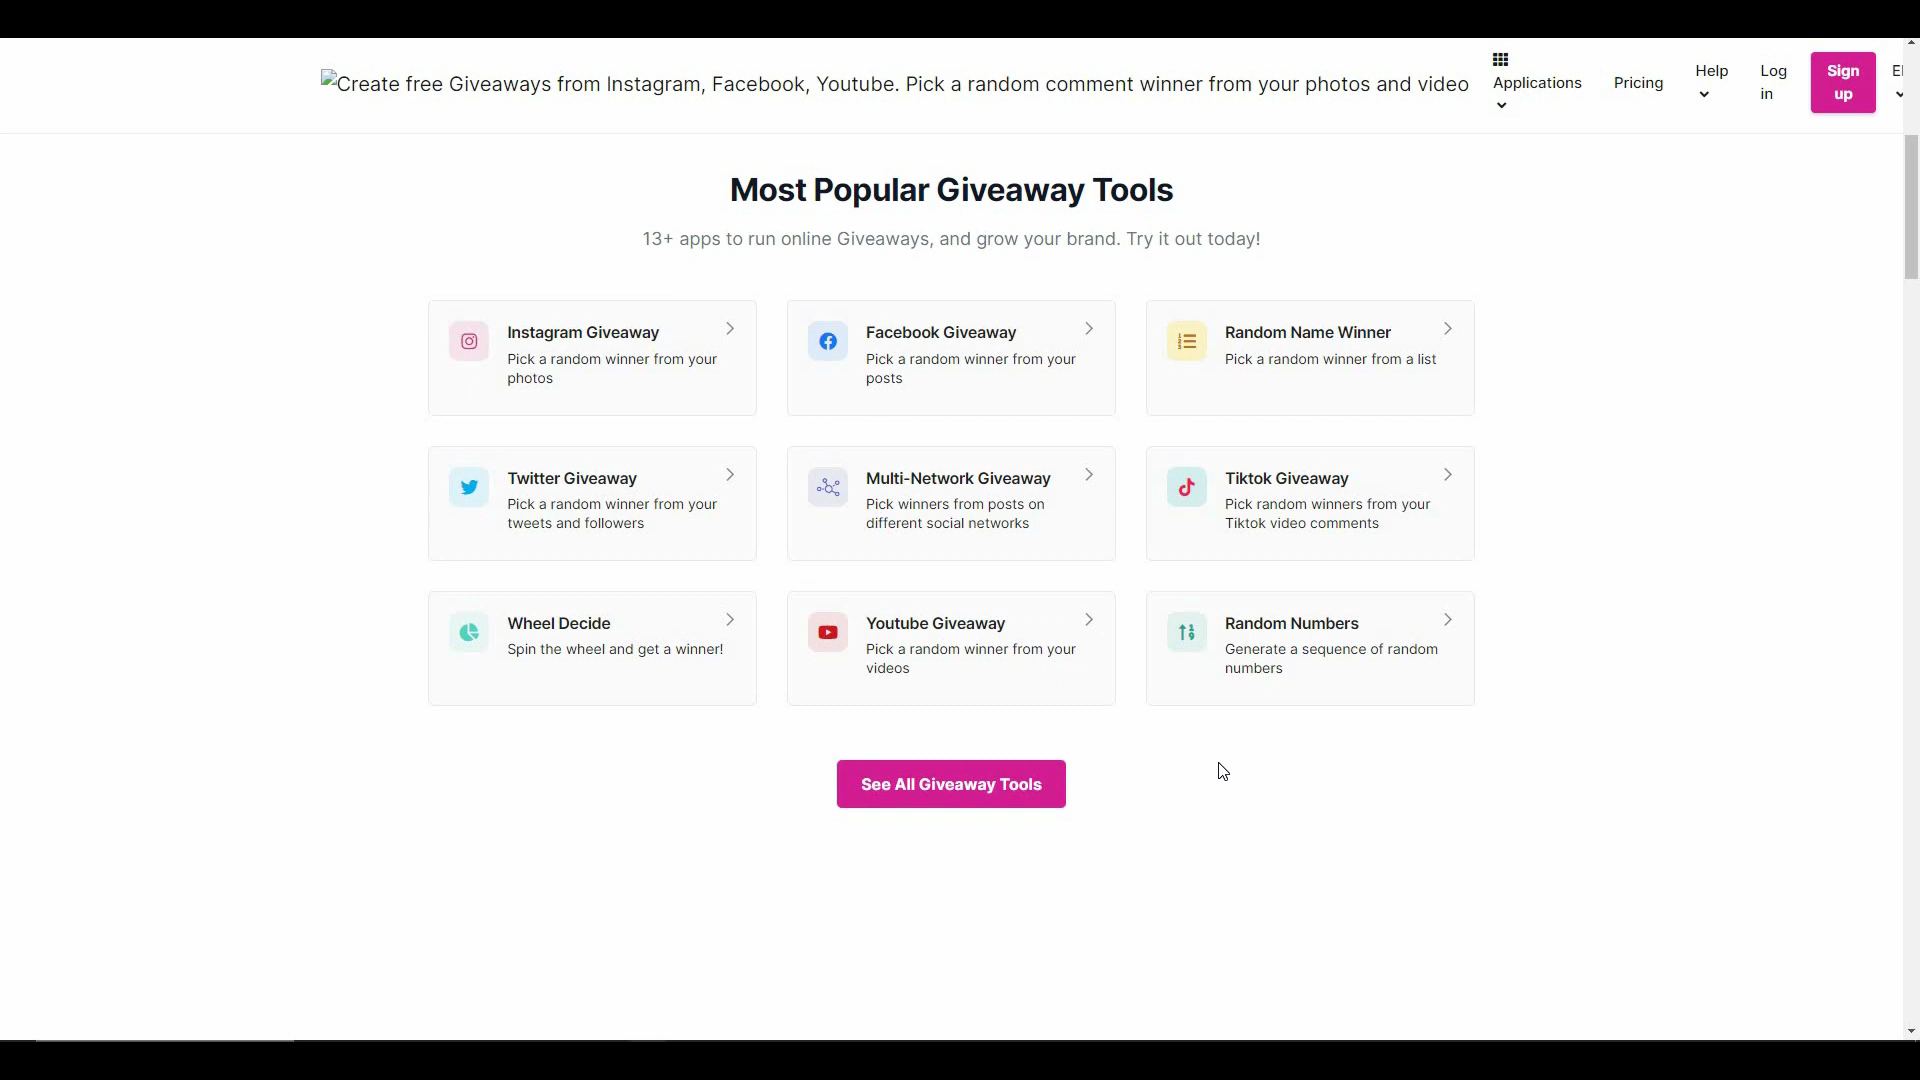 Create free Giveaways from Instagram, Facebook, Youtube. Pick a random comment winner from your photos and video
Applications
Pricing
Help
Log
in
Sign
up
Most Popular Giveaway Tools
13+ apps to run online Giveaways, and grow your brand. Try it out today!
Instagram Giveaway
Pick a random winner from your
photos
Facebook Giveaway
Pick a random winner from your
posts
Random Name Winner
Pick a random winner from a list
Twitter Giveaway
Pick a random winner from your
tweets and followers
Multi-Network Giveaway
Pick winners from posts on
different social networks
Tiktok Giveaway
Pick random winners from your
Tiktok video comments
Wheel Decide
Spin the wheel and get a winner!
Youtube Giveaway
Pick a random winner from your
videos
Random Numbers
Generate a sequence of random
numbers
See All Giveaway Tools